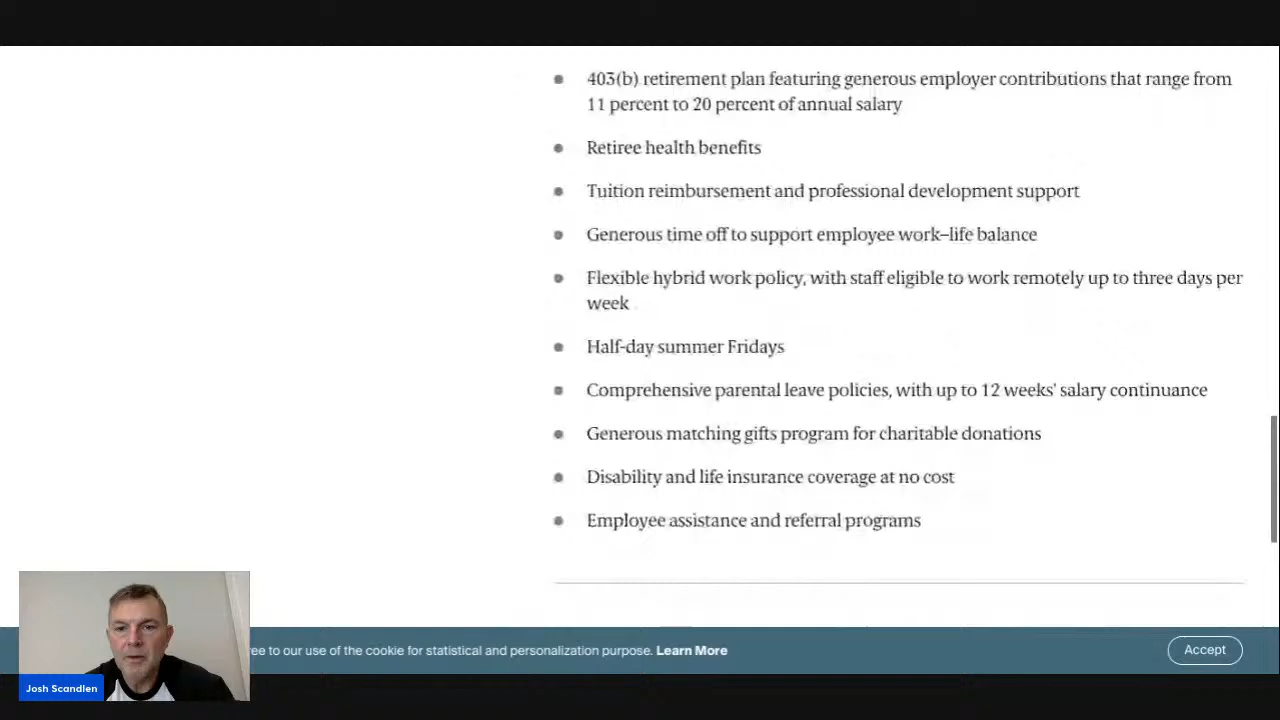 403(b) retirement plan featuring generous employer contributions that range from
11 percent to 20 percent of annual salary
Retiree health benefits
Tuition reimbursement and professional development support
Generous time off to support employee work–life balance
Flexible hybrid work policy, with staff eligible to work remotely up to three days per
week
Half-day summer Fridays
Comprehensive parental leave policies, with up to 12 weeks' salary continuance
Generous matching gifts program for charitable donations
Disability and life insurance coverage at no cost
Employee assistance and referral programs
ee to our use of the cookie for statistical and personalization purpose. Learn More
Accept
Josh Scandlen